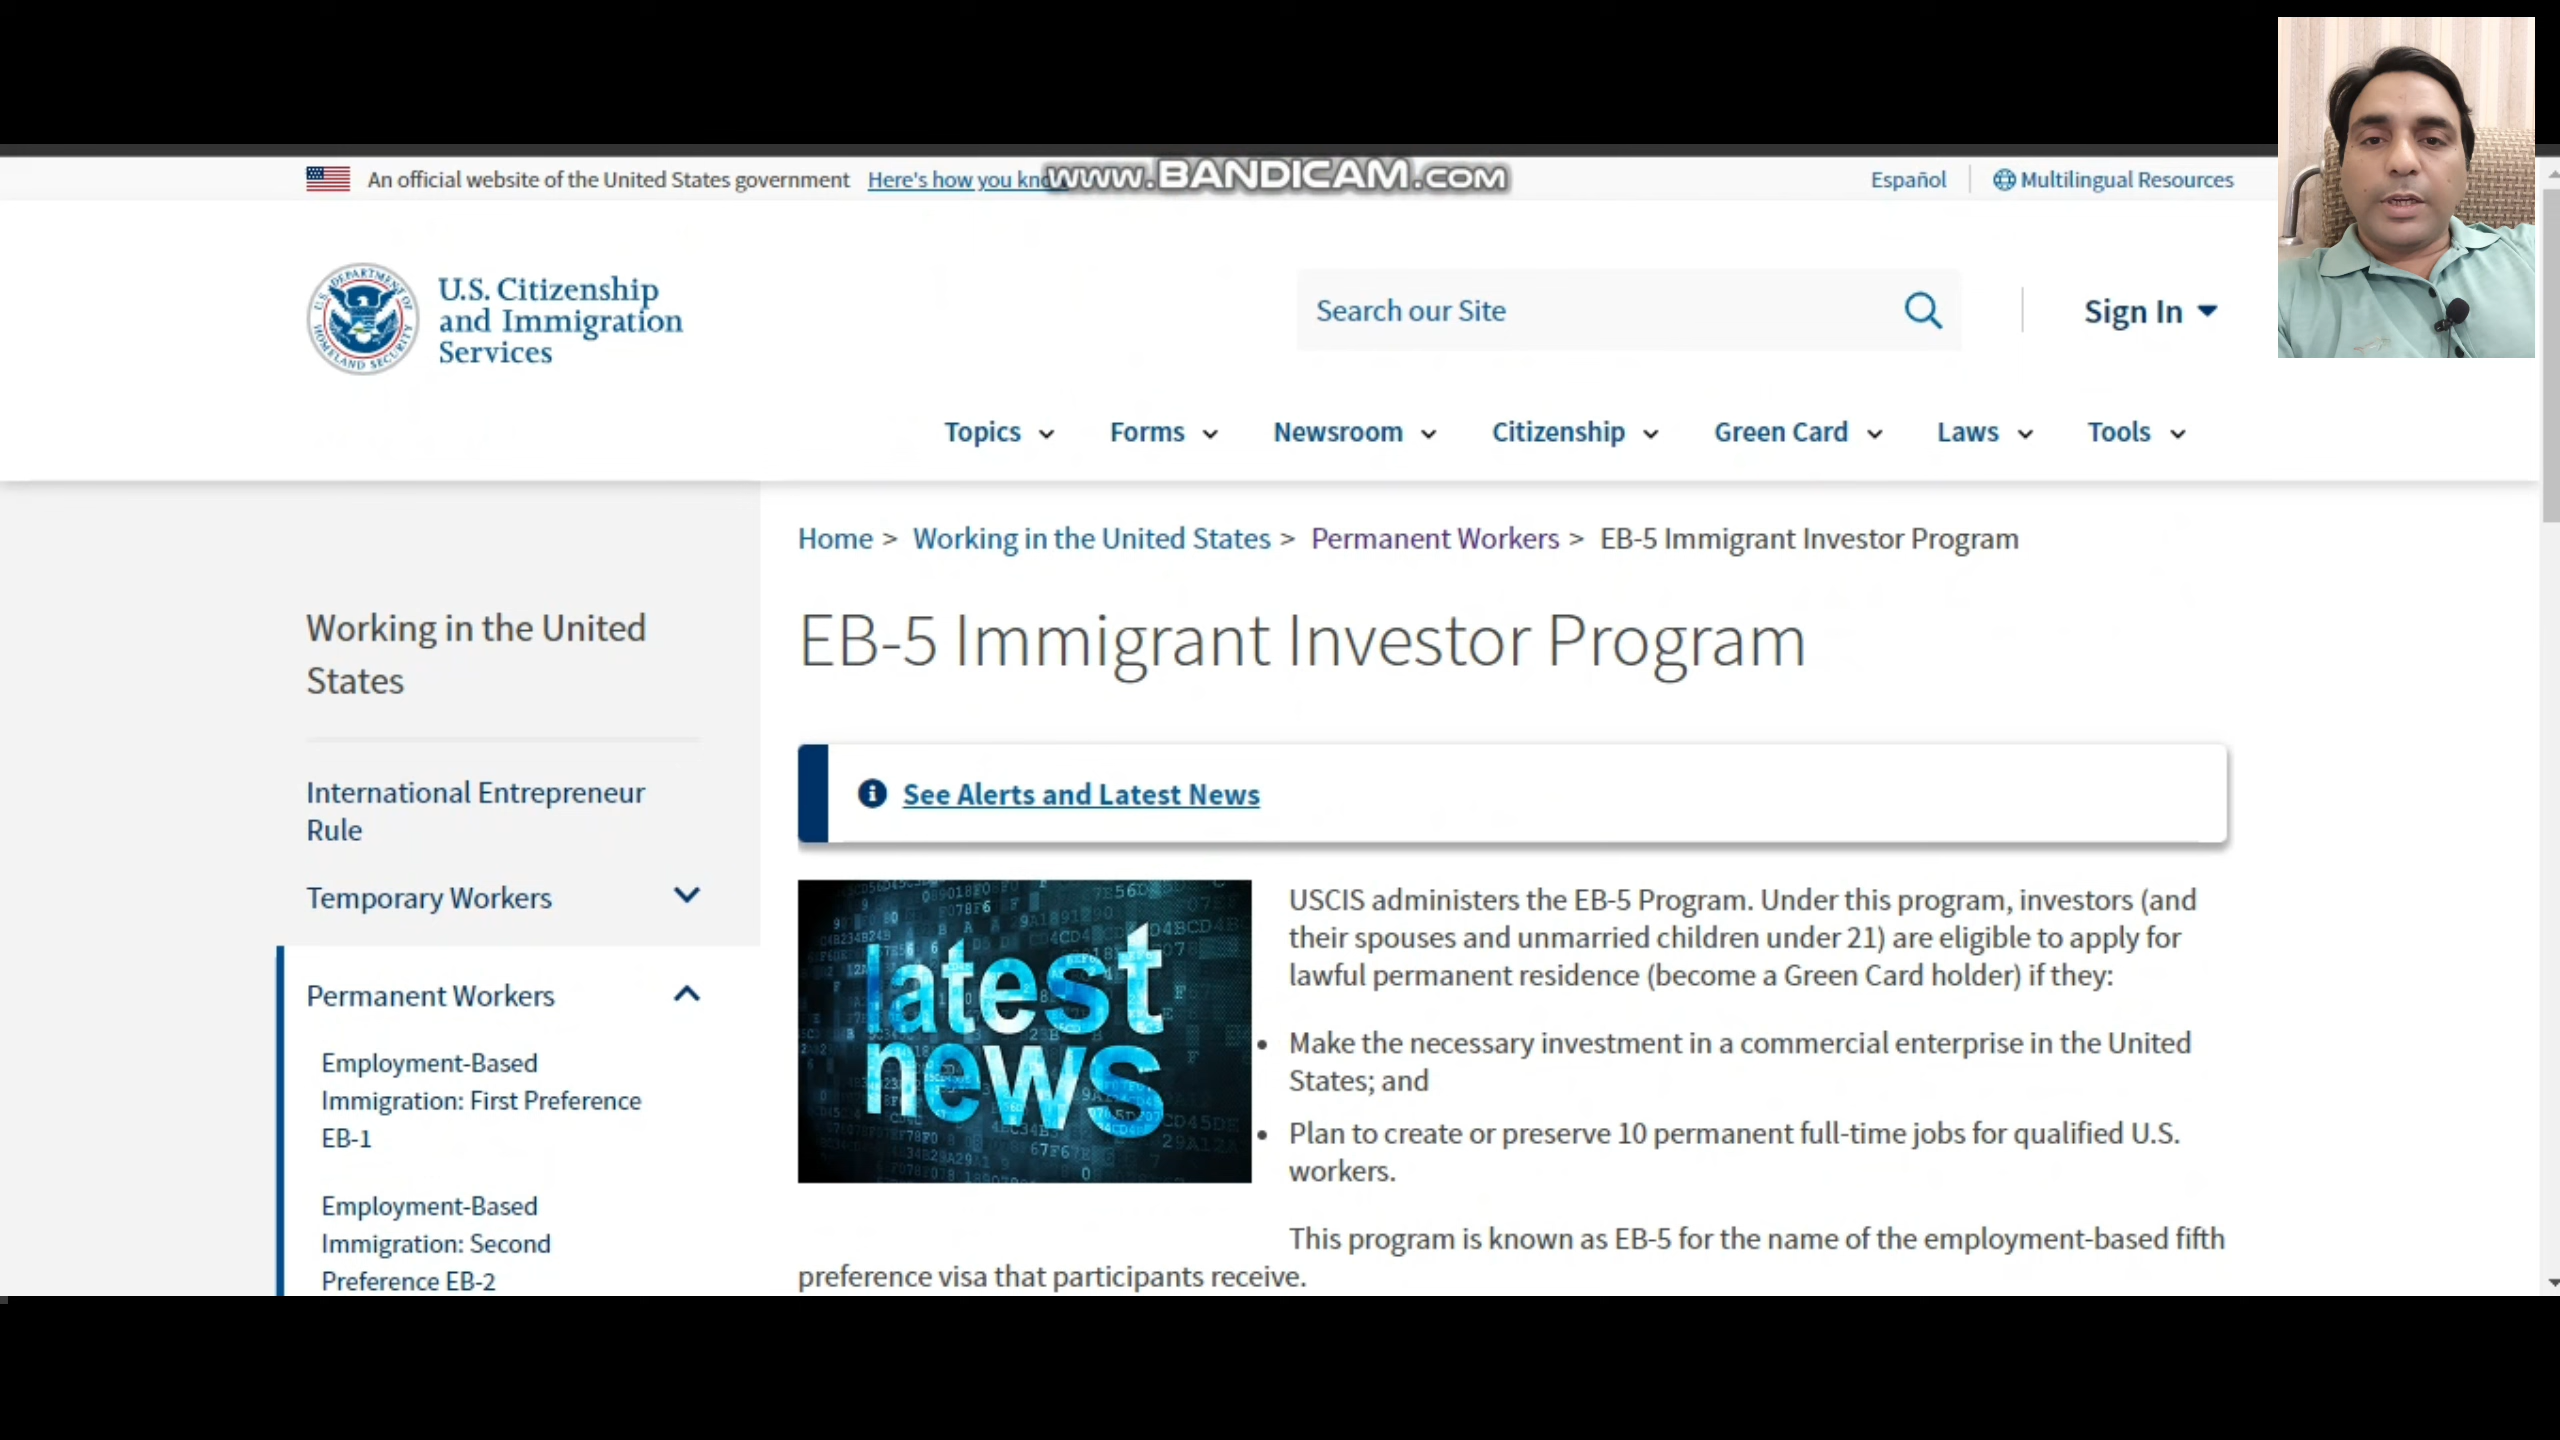 An official website of the United States government Here's how you
www.BANDICAM.COM
Español
Multilingual Resources
U.S. Citizenship
and Immigration
Services
U.S. DEPARTMENT OF HOMELAND SECURITY
Search our Site
Sign In
Topics
Forms
Newsroom
Citizenship
Green Card
Laws
Tools
Home > Working in the United States > Permanent Workers > EB-5 Immigrant Investor Program
Working in the United
States
International Entrepreneur
Rule
Temporary Workers
Permanent Workers
Employment-Based
Immigration: First Preference
EB-1
Employment-Based
Immigration: Second
Preference EB-2
EB-5 Immigrant Investor Program
See Alerts and Latest News
latest
news
USCIS administers the EB-5 Program. Under this program, investors (and
their spouses and unmarried children under 21) are eligible to apply for
lawful permanent residence (become a Green Card holder) if they:
• Make the necessary investment in a commercial enterprise in the United
States; and
• Plan to create or preserve 10 permanent full-time jobs for qualified U.S.
workers.
This program is known as EB-5 for the name of the employment-based fifth
preference visa that participants receive.